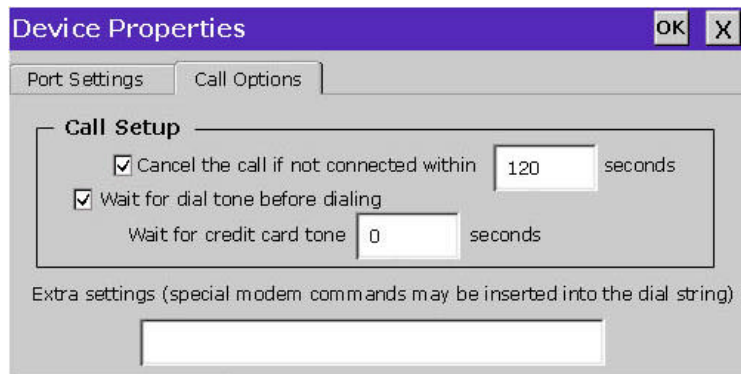 Device Properties OK X
Port Settings Call Options
Call Setup
Cancel the call if not connected within 120 seconds
Wait for dial tone before dialing
Wait for credit card tone 0 seconds
Extra settings (special modem commands may be inserted into the dial string)